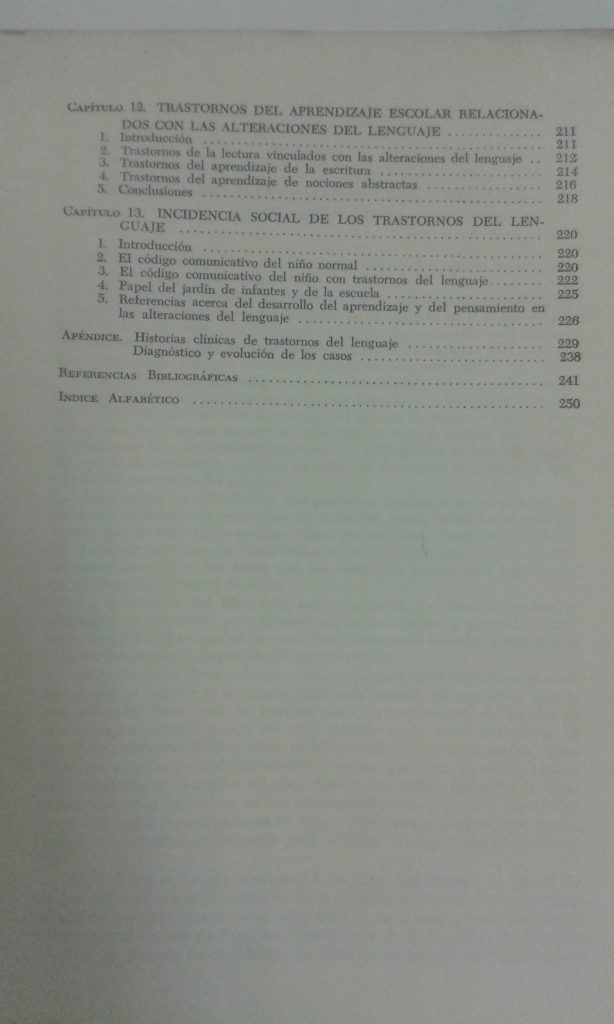 Capítulo 12. TRASTORNOS DEL APRENDIZAJE ESCOLAR RELACIONA-
DOS CON LAS ALTERACIONES DEL LENGUAJE ............. 211
1. Introducción ............. 211
2. Trastornos de la lectura vinculados con las alteraciones del lenguaje .. 212
3. Trastornos del aprendizaje de la escritura ............. 214
4. Trastornos del aprendizaje de nociones abstractas ............. 216
5. Conclusiones ............. 218
Capítulo 13. INCIDENCIA SOCIAL DE LOS TRASTORNOS DEL LEN-
GUAJE ............. 220
1. Introducción ............. 220
2. El código comunicativo del niño normal ............. 220
3. El código comunicativo del niño con trastornos del lenguaje ........ 222
4. Papel del jardín de infantes y de la escuela ............. 225
5. Referencias acerca del desarrollo del aprendizaje y del pensamiento en
las alteraciones del lenguaje ............. 226
Apéndice. Historias clínicas de trastornos del lenguaje ............. 229
Diagnóstico y evolución de los casos ............. 238
Referencias Bibliográficas ............. 241
Indice Alfabético ............. 250